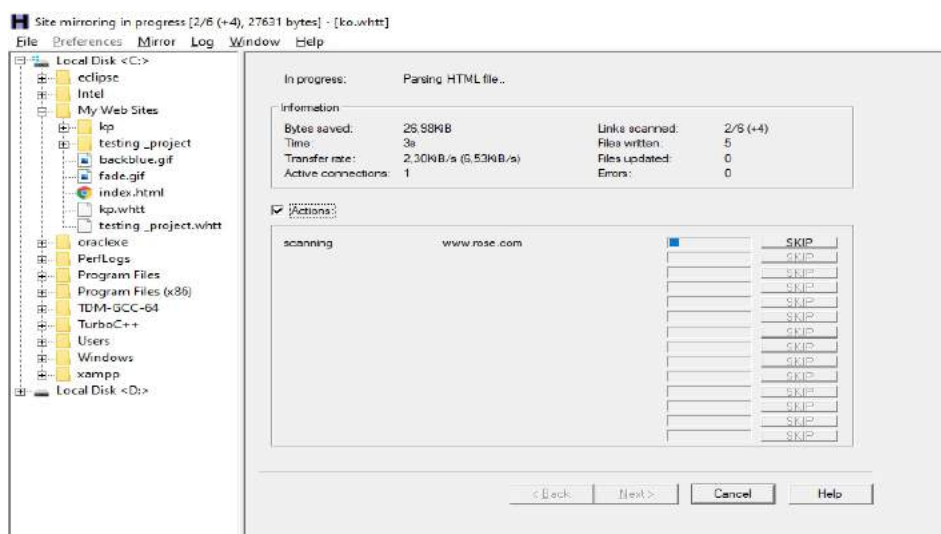 Site mirroring in progress [2/6 (+4), 27631 bytes] - [ko.whtt]
File Preferences Mirror Log Window Help
Local Disk <C:>
eclipse
Intel
My Web Sites
kp
testing _project
backblue.gif
fade.gif
index.html
kp.whtt
testing _project.whtt
oraclexe
PerfLogs
Program Files
Program Files (x86)
TDM-GCC-64
TurboC++
Users
Windows
xampp
Local Disk <D:>
In progress: Parsing HTML file..
Information
Bytes saved: 26,98KiB Links scanned: 2/6 (+4)
Time: 3s Files written: 5
Transfer rate: 2,30KiB/s (6,53KiB/s) Files updated: 0
Active connections: 1 Errors: 0
Actions:
scanning www.rose.com SKIP
SKIP
SKIP
SKIP
SKIP
SKIP
SKIP
SKIP
SKIP
SKIP
SKIP
SKIP
SKIP
SKIP
< Back Next > Cancel Help